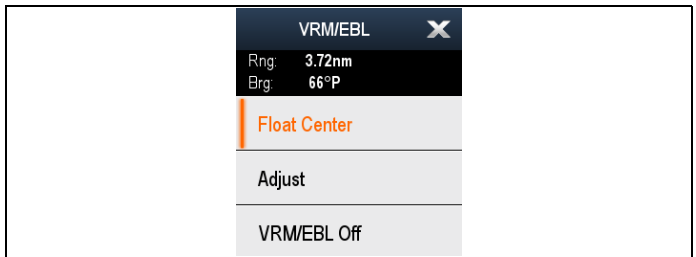 VRM/EBL X
Rng: 3.72nm
Brg: 66°P
Float Center
Adjust
VRM/EBL Off